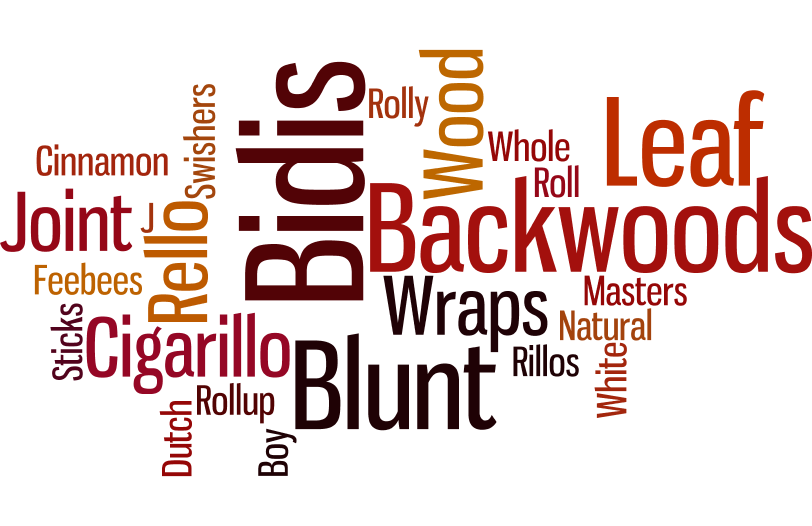 Bidis
Rolly
Wood
Swishers
Cinnamon
Whole
Leaf
Roll
Joint
J
Rello
Backwoods
Feebees
Wraps
Masters
Sticks
Cigarillo
Natural
Blunt
Rillos
White
Rollup
Dutch
Boy